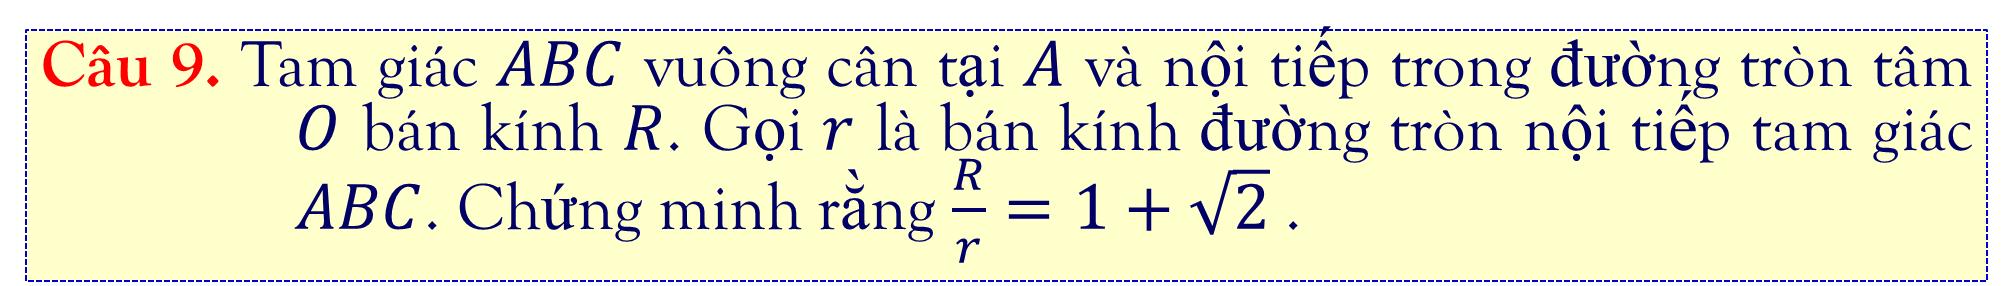 Câu 9. Tam giác ABC vuông cân tại A và nội tiếp trong đường tròn tâm
O bán kính R. Gọi r là bán kính đường tròn nội tiếp tam giác
ABC. Chứng minh rằng R/r = 1 + √2 .